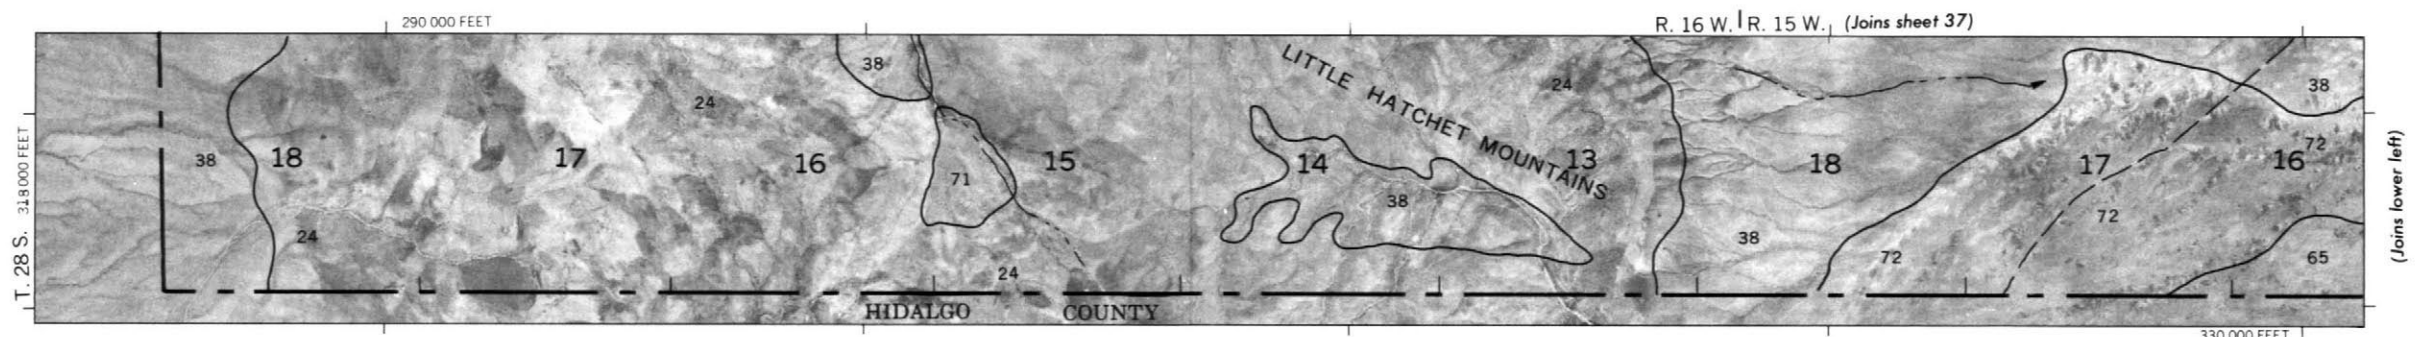 290 000 FEET
R. 16 W. R. 15 W. (Joins sheet 37)
38
24
24
38
LITTLE HATCHET MOUNTAINS
318 000 FEET
T. 28 S.
38
18
17
16
15
14
13
18
17
16
72
(Joins lower left)
71
38
72
24
38
72
65
24
HIDALGO COUNTY
330 000 FEET